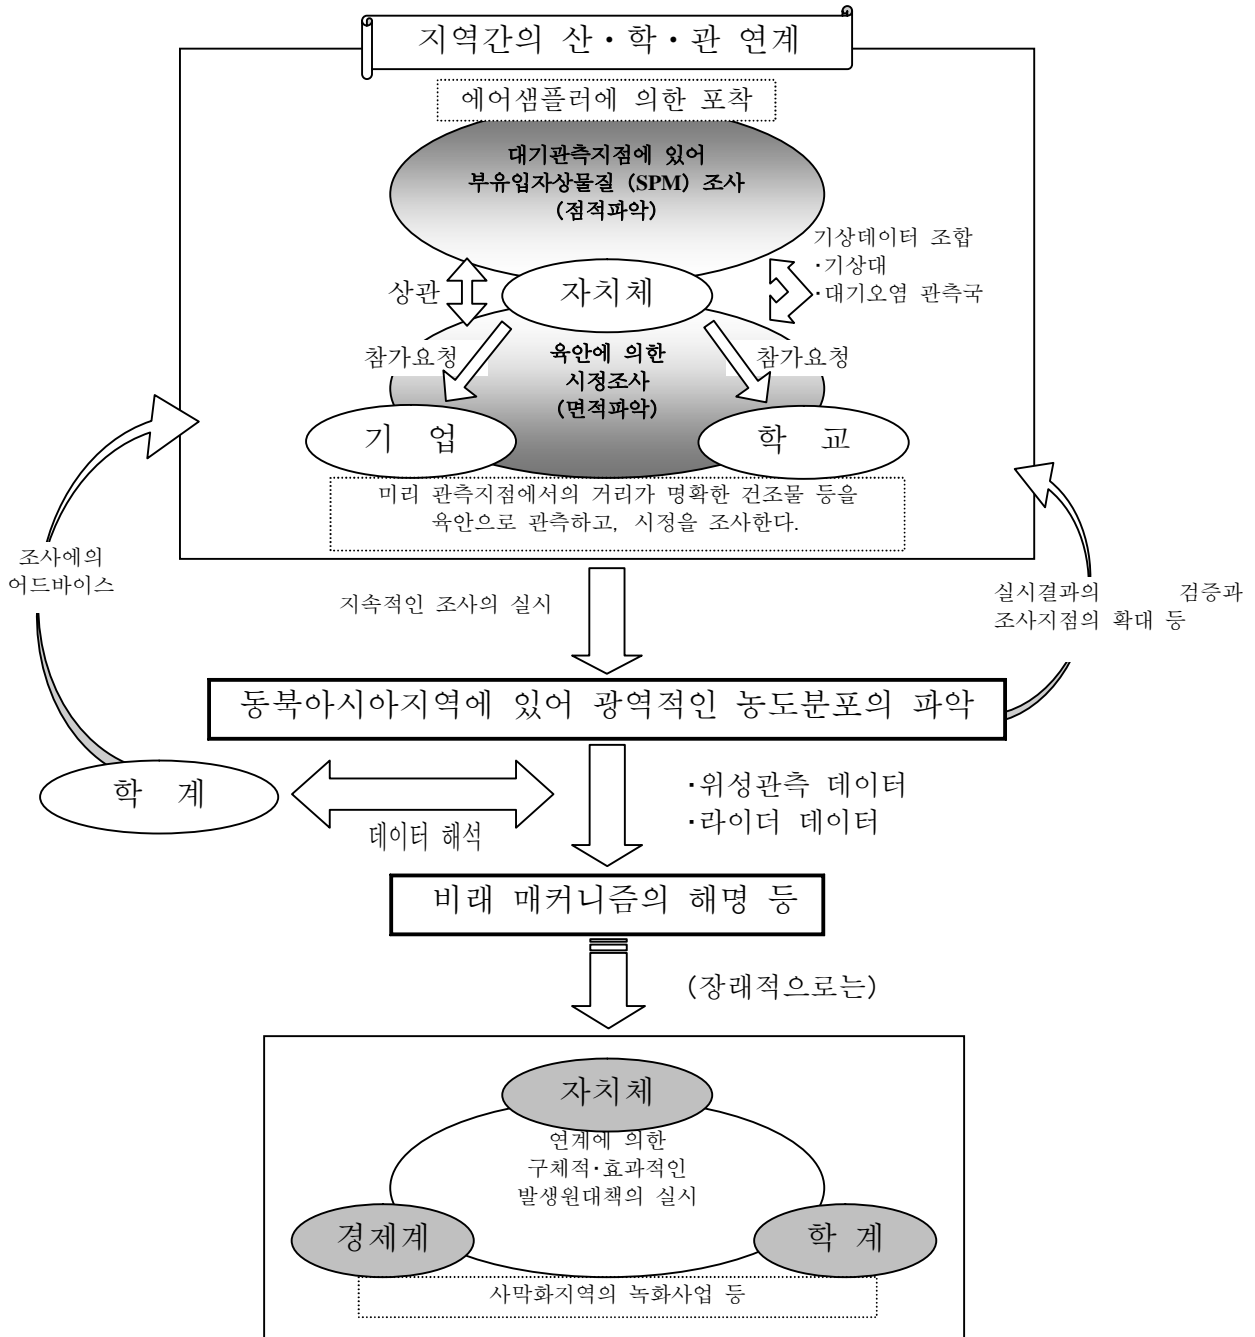 지역간의 산・학・관 연계
에어샘플러에 의한 포착
대기관측지점에 있어
부유입자상물질 (SPM) 조사
(점적파악)
기상데이터 조합
・기상대
・대기오염 관측국
상관
자치체
참가요청
육안에 의한
시정조사
(면적파악)
참가요청
기 업
학 교
미리 관측지점에서의 거리가 명확한 건조물 등을
육안으로 관측하고, 시정을 조사한다.
조사에의
어드바이스
지속적인 조사의 실시
실시결과의 검증과
조사지점의 확대 등
동북아시아지역에 있어 광역적인 농도분포의 파악
학 계
데이터 해석
・위성관측 데이터
・라이더 데이터
비래 매커니즘의 해명 등
(장래적으로는)
자치체
연계에 의한
구체적・효과적인
발생원대책의 실시
경제계
학 계
사막화지역의 녹화사업 등